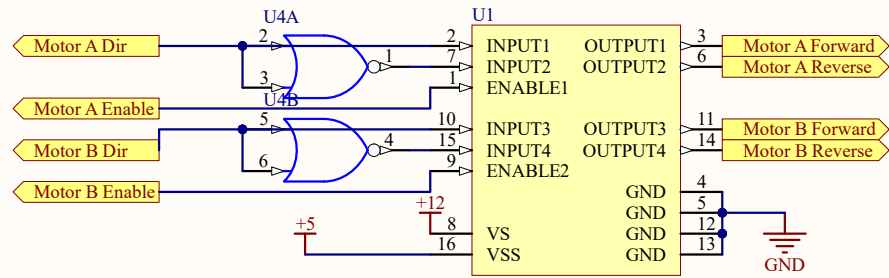 U4A U1
Motor A Dir 2 1 2 INPUT1 OUTPUT1 3 Motor A Forward
3 7 INPUT2 OUTPUT2 6 Motor A Reverse
Motor A Enable 1 ENABLE1
U4B
Motor B Dir 5 4 10 INPUT3 OUTPUT3 11 Motor B Forward
6 15 INPUT4 OUTPUT4 14 Motor B Reverse
Motor B Enable 9 ENABLE2
GND 4
+12 GND 5
+5 8 VS GND 12
16 VSS GND 13
GND